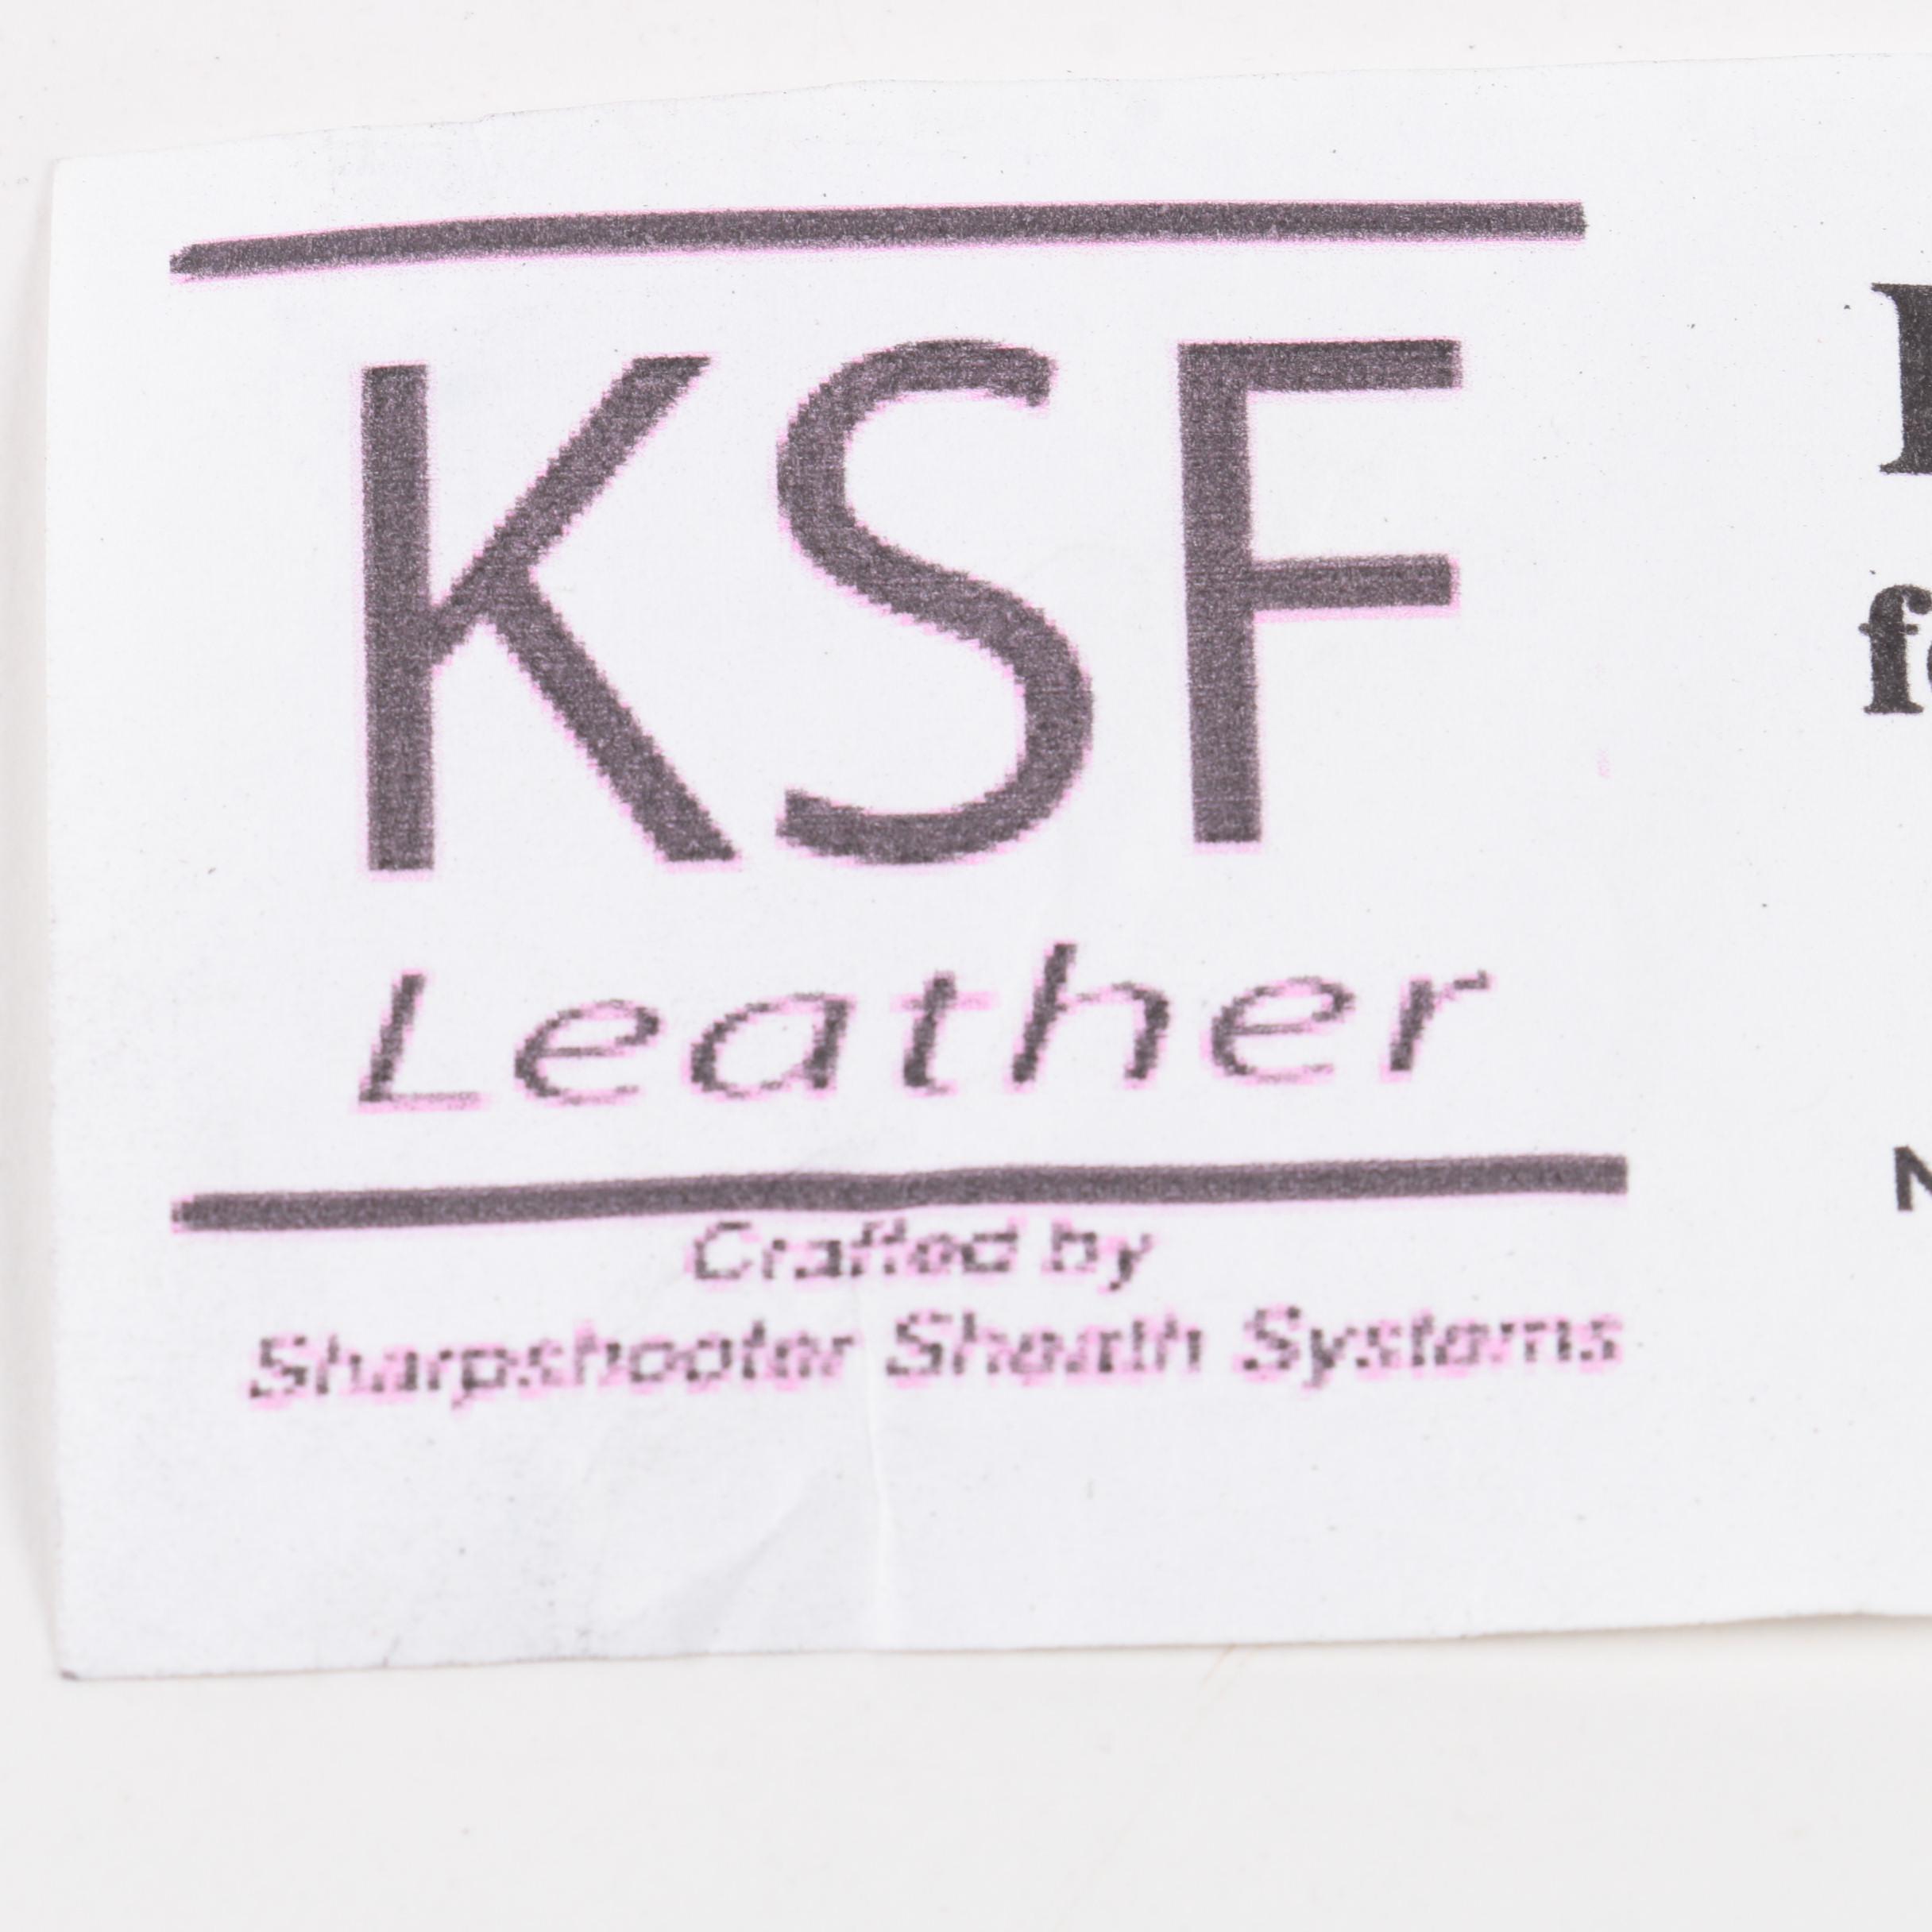 KSF
Leather
Crafted by
Sharpshooter Sheath Systems